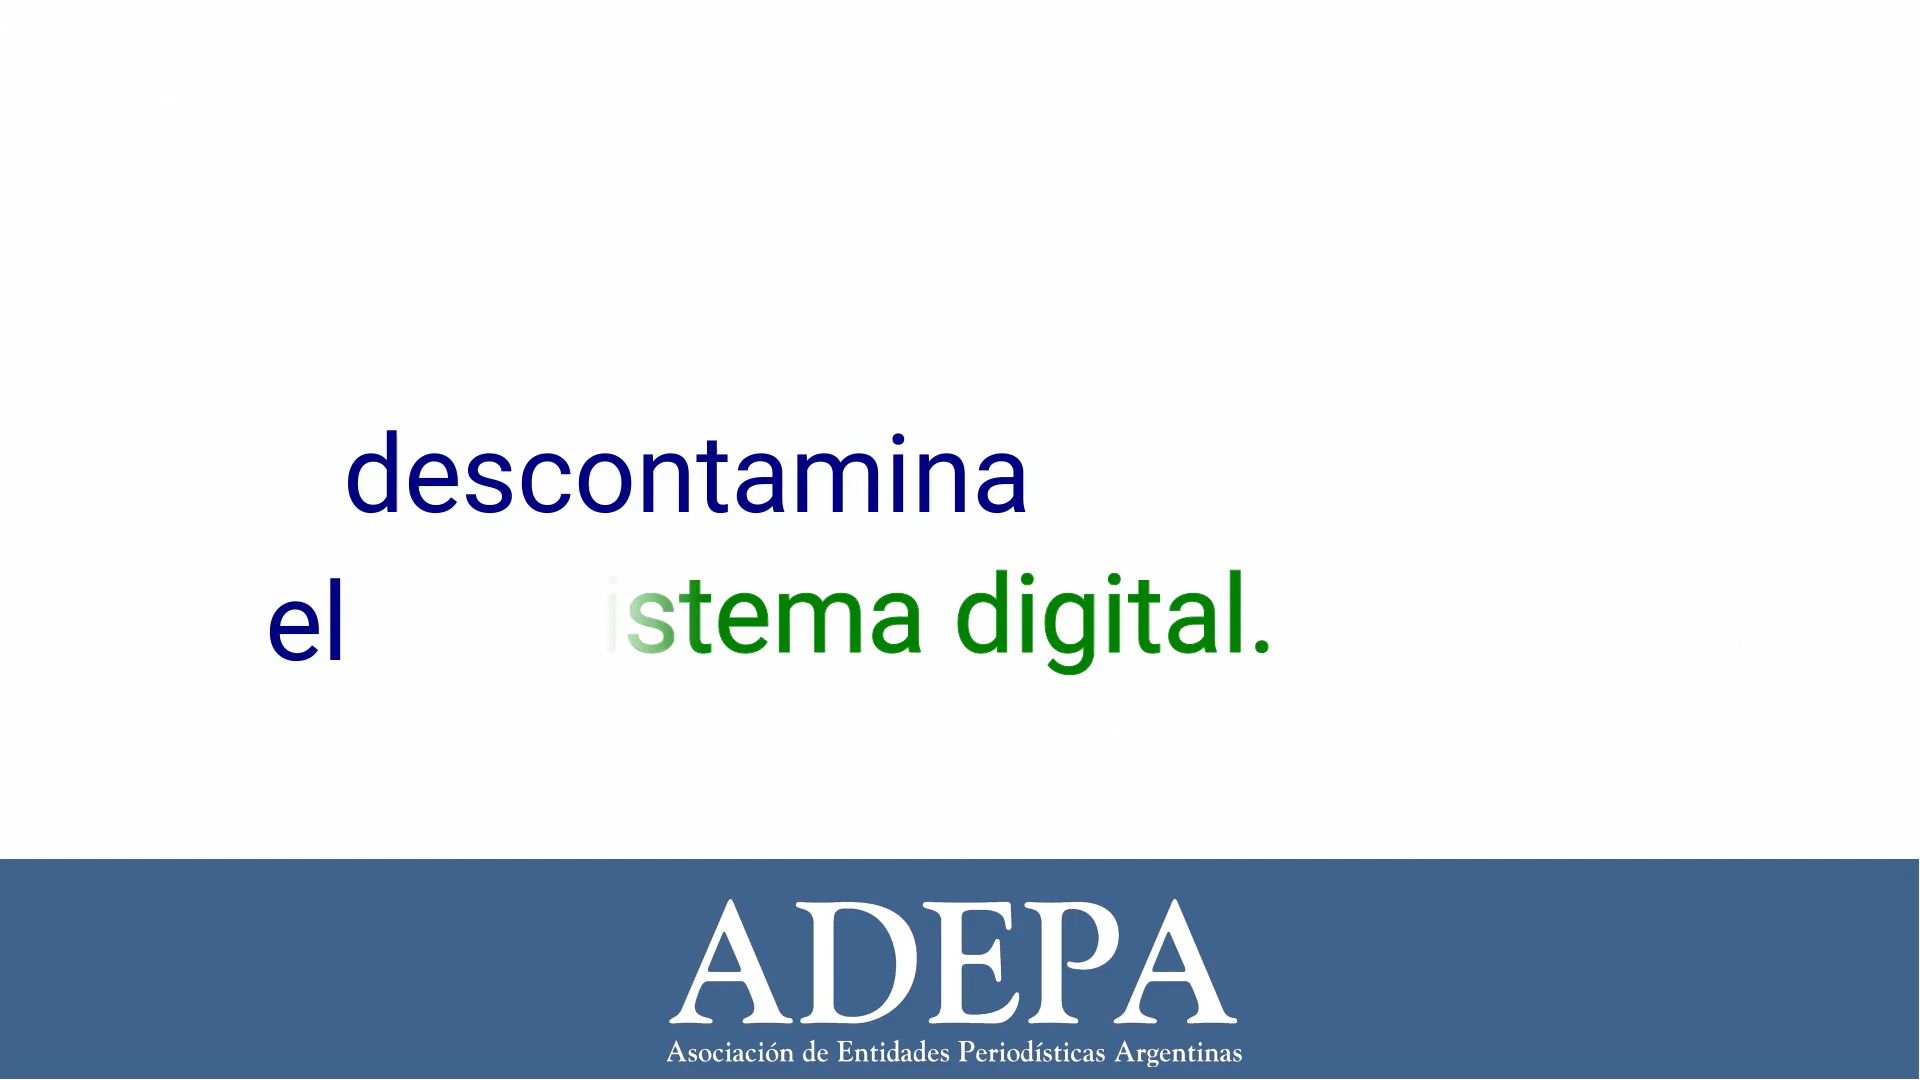 descontamina
el istema digital.
ADEPA
Asociación de Entidades Periodísticas Argentinas